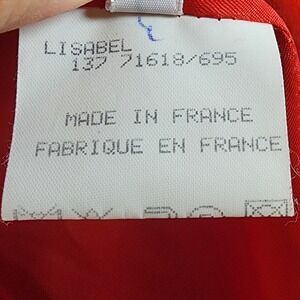 LISABEL
137 71618/695
MADE IN FRANCE
FABRIQUE EN FRANCE